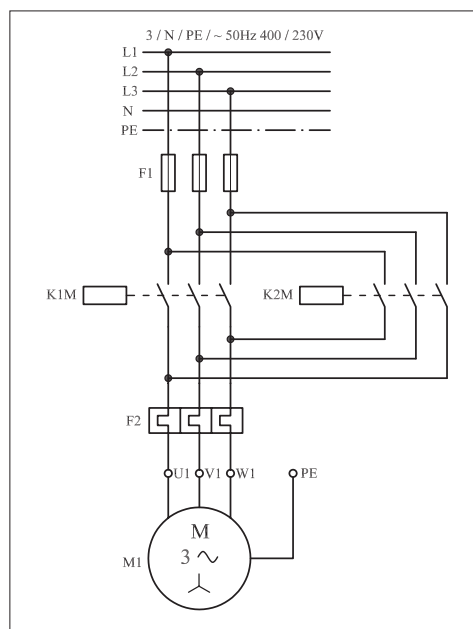 3 / N / PE / ~ 50Hz 400 / 230V
L1
L2
L3
N
PE
F1
K1M K2M
F2
U1 V1 W1 PE
M
M1 3